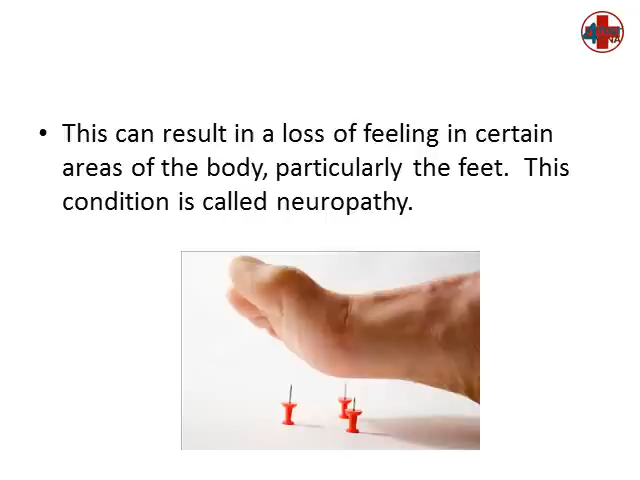 • This can result in a loss of feeling in certain
areas of the body, particularly the feet.  This
condition is called neuropathy.